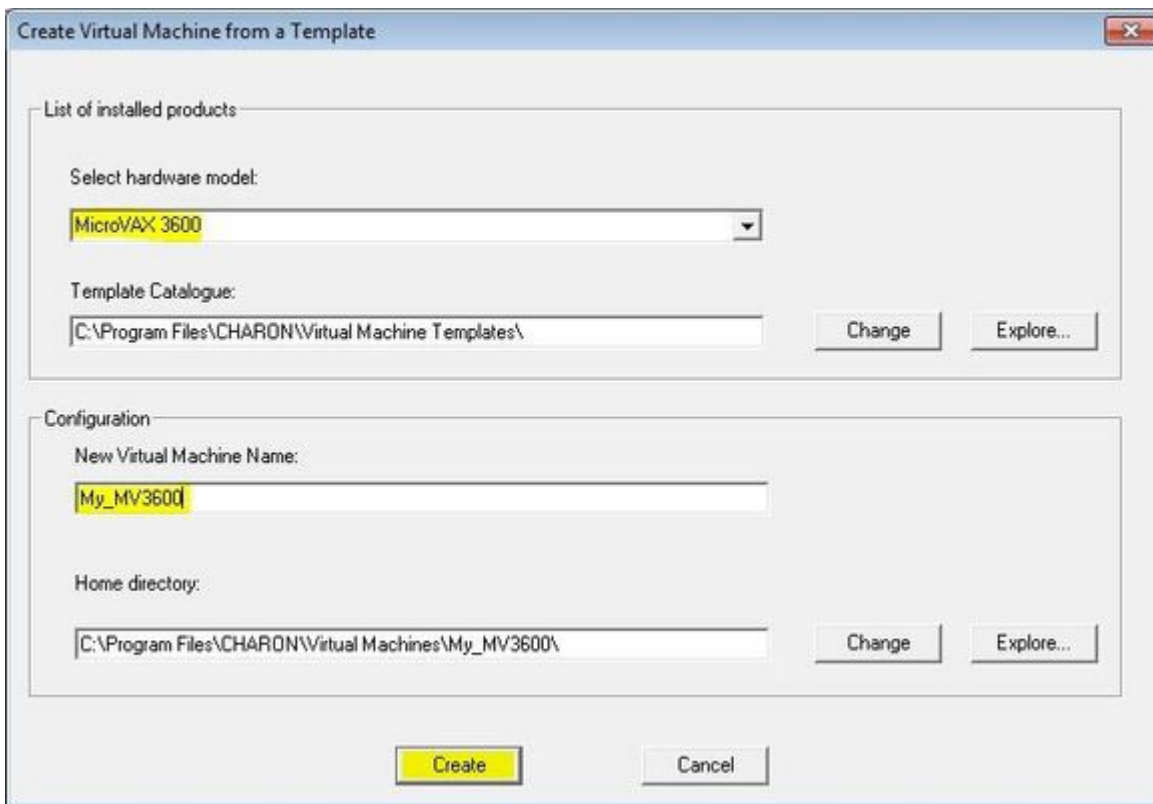 Create Virtual Machine from a Template
List of installed products
Select hardware model:
MicroVAX 3600
Template Catalogue:
C:\Program Files\CHARON\Virtual Machine Templates\
Change
Explore...
Configuration
New Virtual Machine Name:
My_MV3600
Home directory:
C:\Program Files\CHARON\Virtual Machines\My_MV3600\
Change
Explore...
Create
Cancel